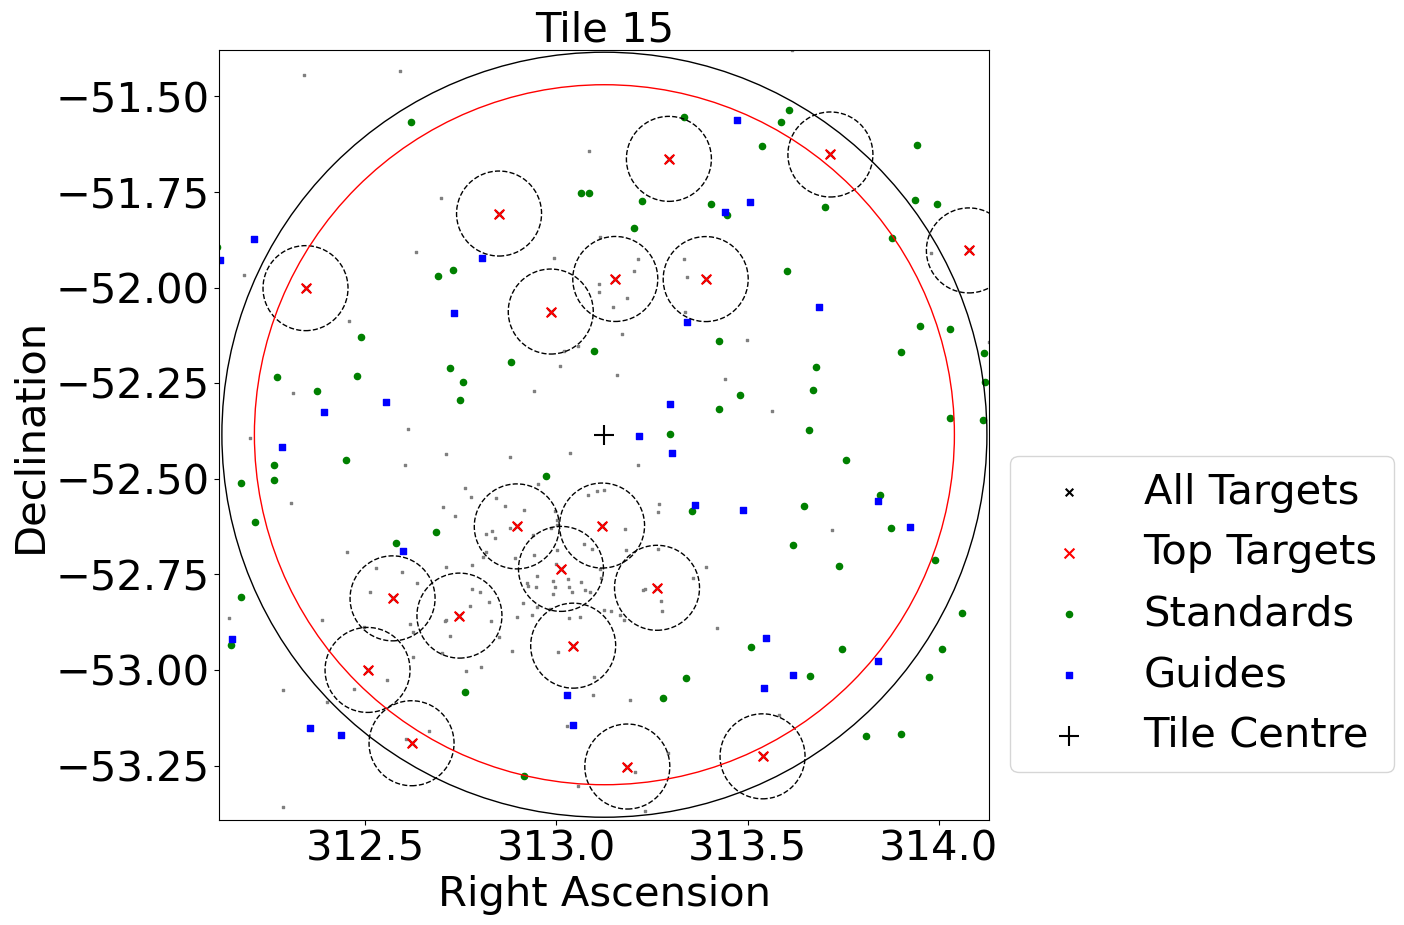 Tile 15
−51.50
−51.75
−52.00
−52.25
−52.50
−52.75
−53.00
−53.25
Declination
312.5
313.0
313.5
314.0
Right Ascension
All Targets
Top Targets
Standards
Guides
Tile Centre